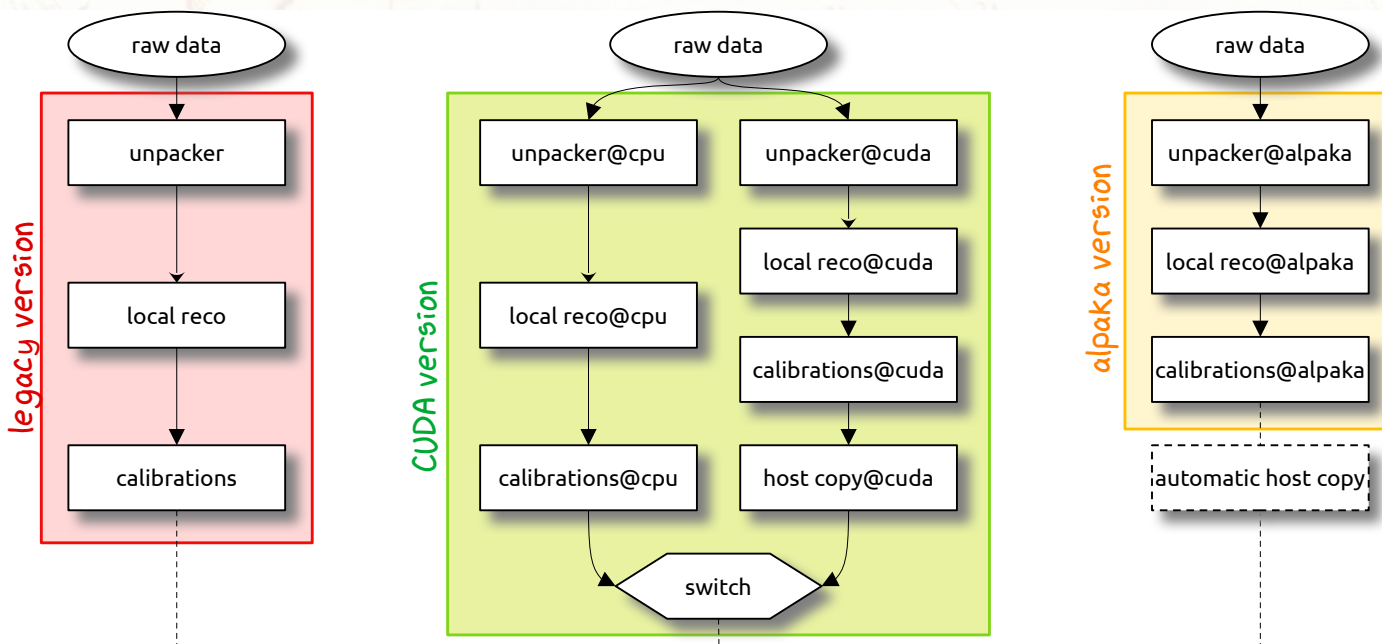 raw data
legacy version
unpacker
local reco
calibrations
raw data
CUDA version
unpacker@cpu
local reco@cpu
calibrations@cpu
unpacker@cuda
local reco@cuda
calibrations@cuda
host copy@cuda
switch
raw data
alpaka version
unpacker@alpaka
local reco@alpaka
calibrations@alpaka
automatic host copy